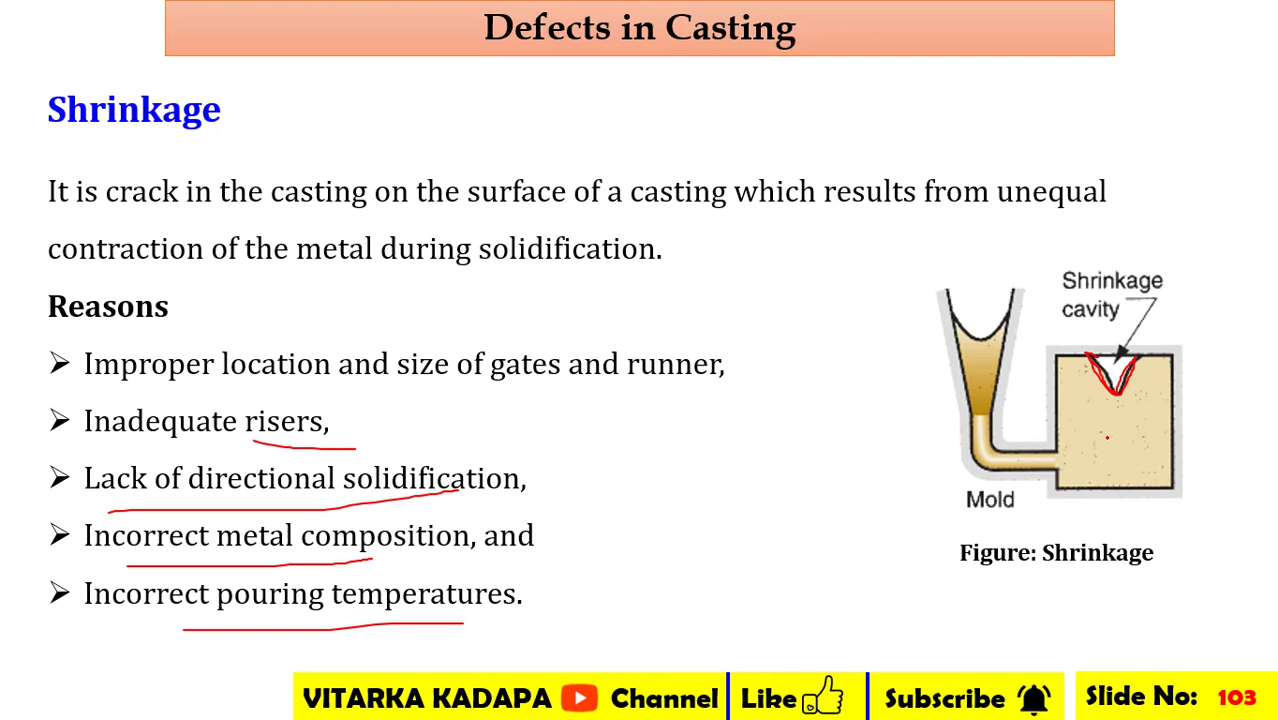 Defects in Casting
Shrinkage
It is crack in the casting on the surface of a casting which results from unequal
contraction of the metal during solidification.
Reasons
➢ Improper location and size of gates and runner,
➢ Inadequate risers,
➢ Lack of directional solidification,
➢ Incorrect metal composition, and
➢ Incorrect pouring temperatures.
Shrinkage
cavity
Mold
Figure: Shrinkage
VITARKA KADAPA Channel Like Subscribe Slide No: 103